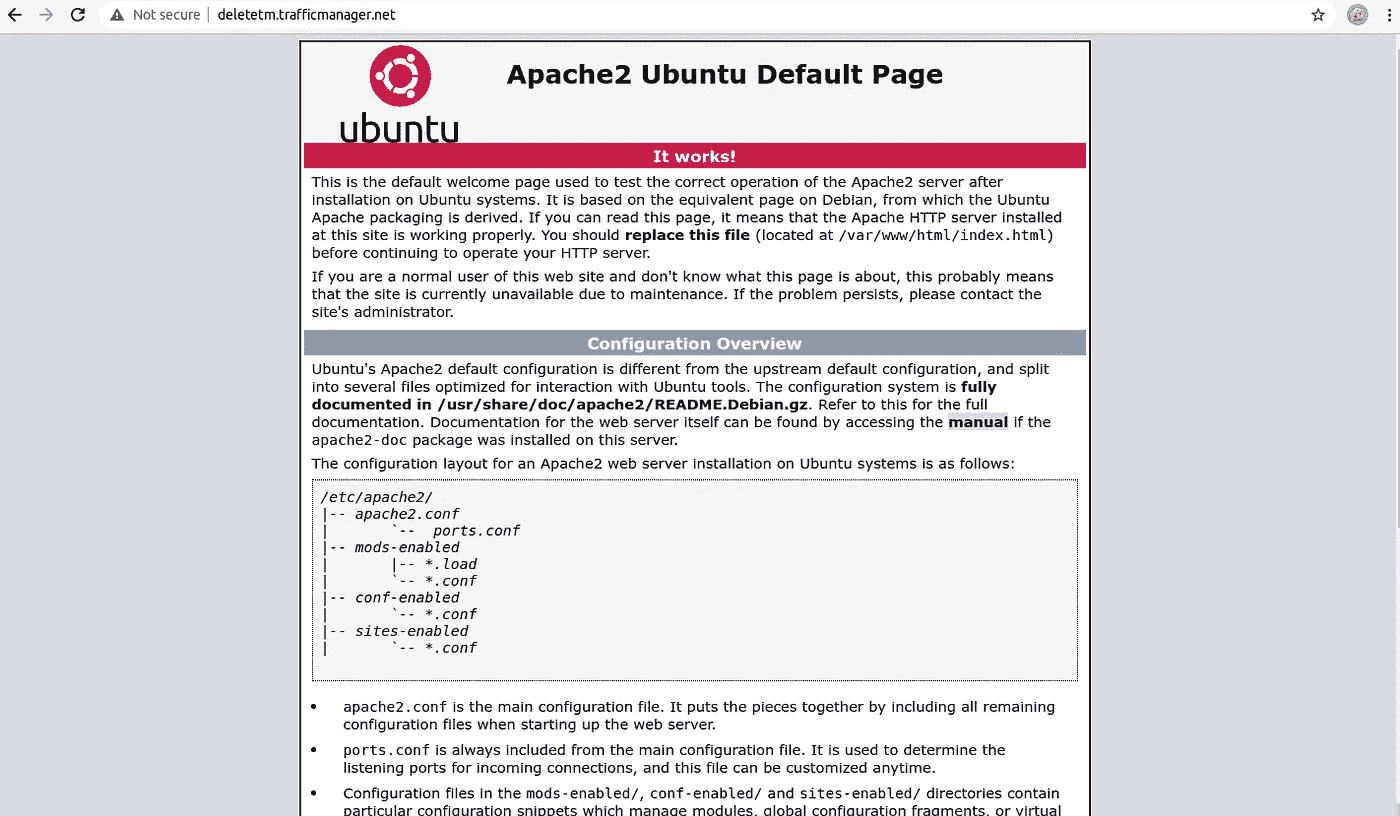 Not secure | deletetm.trafficmanager.net
Apache2 Ubuntu Default Page
ubuntu
It works!
This is the default welcome page used to test the correct operation of the Apache2 server after
installation on Ubuntu systems. It is based on the equivalent page on Debian, from which the Ubuntu
Apache packaging is derived. If you can read this page, it means that the Apache HTTP server installed
at this site is working properly. You should replace this file (located at /var/www/html/index.html)
before continuing to operate your HTTP server.
If you are a normal user of this web site and don't know what this page is about, this probably means
that the site is currently unavailable due to maintenance. If the problem persists, please contact the
site's administrator.
Configuration Overview
Ubuntu's Apache2 default configuration is different from the upstream default configuration, and split
into several files optimized for interaction with Ubuntu tools. The configuration system is fully
documented in /usr/share/doc/apache2/README.Debian.gz. Refer to this for the full
documentation. Documentation for the web server itself can be found by accessing the manual if the
apache2-doc package was installed on this server.
The configuration layout for an Apache2 web server installation on Ubuntu systems is as follows:
/etc/apache2/
|-- apache2.conf
|       `--  ports.conf
|-- mods-enabled
|       |-- *.load
|       `-- *.conf
|-- conf-enabled
|       `-- *.conf
|-- sites-enabled
|       `-- *.conf
• apache2.conf is the main configuration file. It puts the pieces together by including all remaining
configuration files when starting up the web server.
• ports.conf is always included from the main configuration file. It is used to determine the
listening ports for incoming connections, and this file can be customized anytime.
• Configuration files in the mods-enabled/, conf-enabled/ and sites-enabled/ directories contain
particular configuration snippets which manage modules, global configuration fragments, or virtual